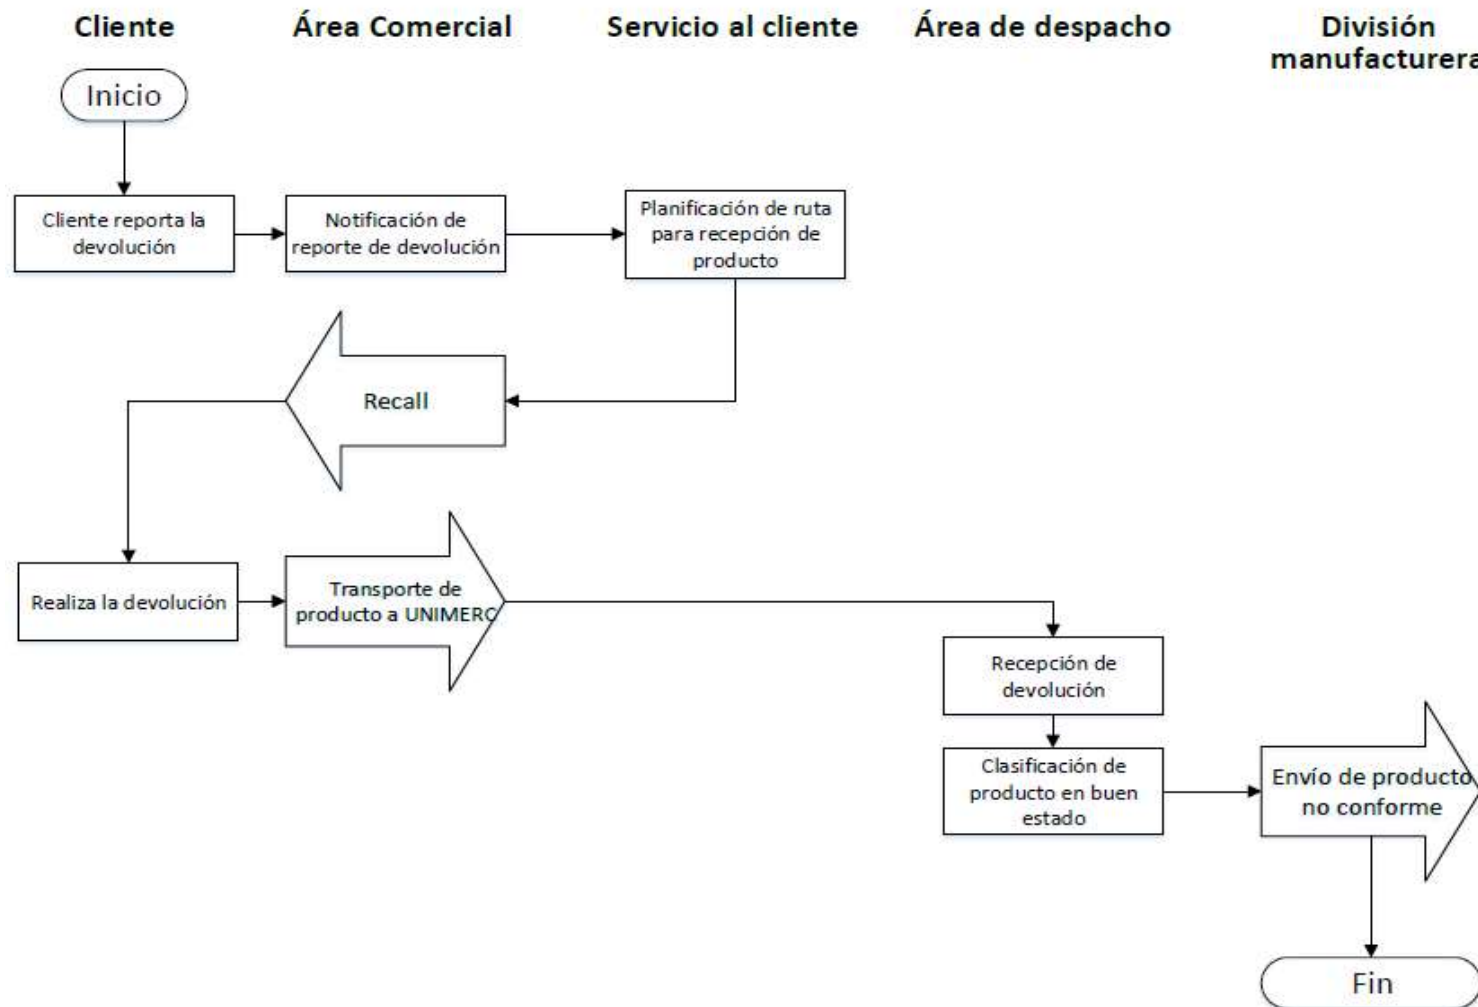 Cliente
Área Comercial
Servicio al cliente
Área de despacho
División
manufacturera
Inicio
Cliente reporta la
devolución
Notificación de
reporte de devolución
Planificación de ruta
para recepción de
producto
Recall
Realiza la devolución
Transporte de
producto a UNIMERC
Recepción de
devolución
Clasificación de
producto en buen
estado
Envío de producto
no conforme
Fin